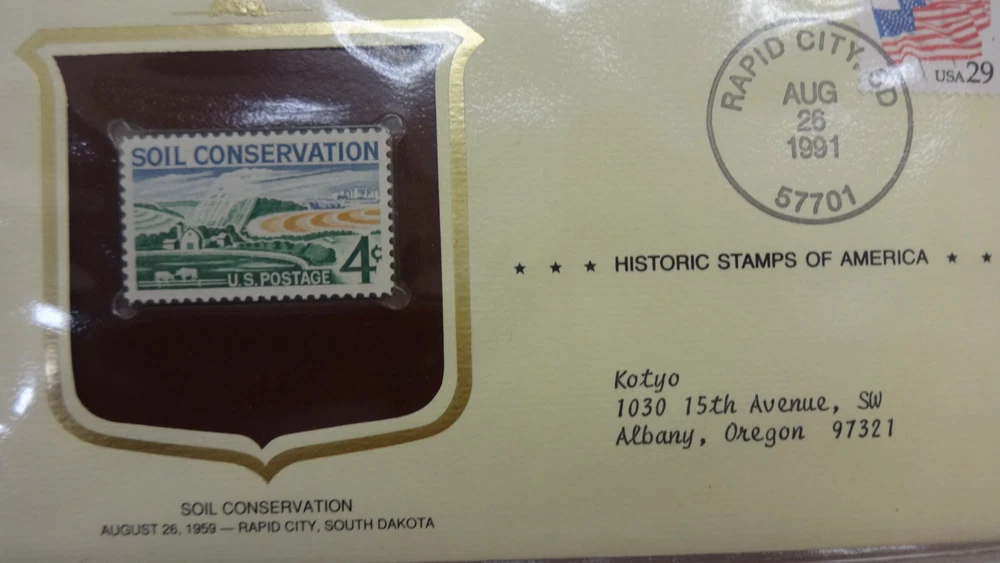 SOIL CONSERVATION
4¢
U.S. POSTAGE
SOIL CONSERVATION
AUGUST 26, 1959 — RAPID CITY, SOUTH DAKOTA
USA 29
RAPID CITY, SD
AUG
26
1991
57701
★ ★ ★ HISTORIC STAMPS OF AMERICA ★ ★
Kotyo
1030 15th Avenue, SW
Albany, Oregon 97321